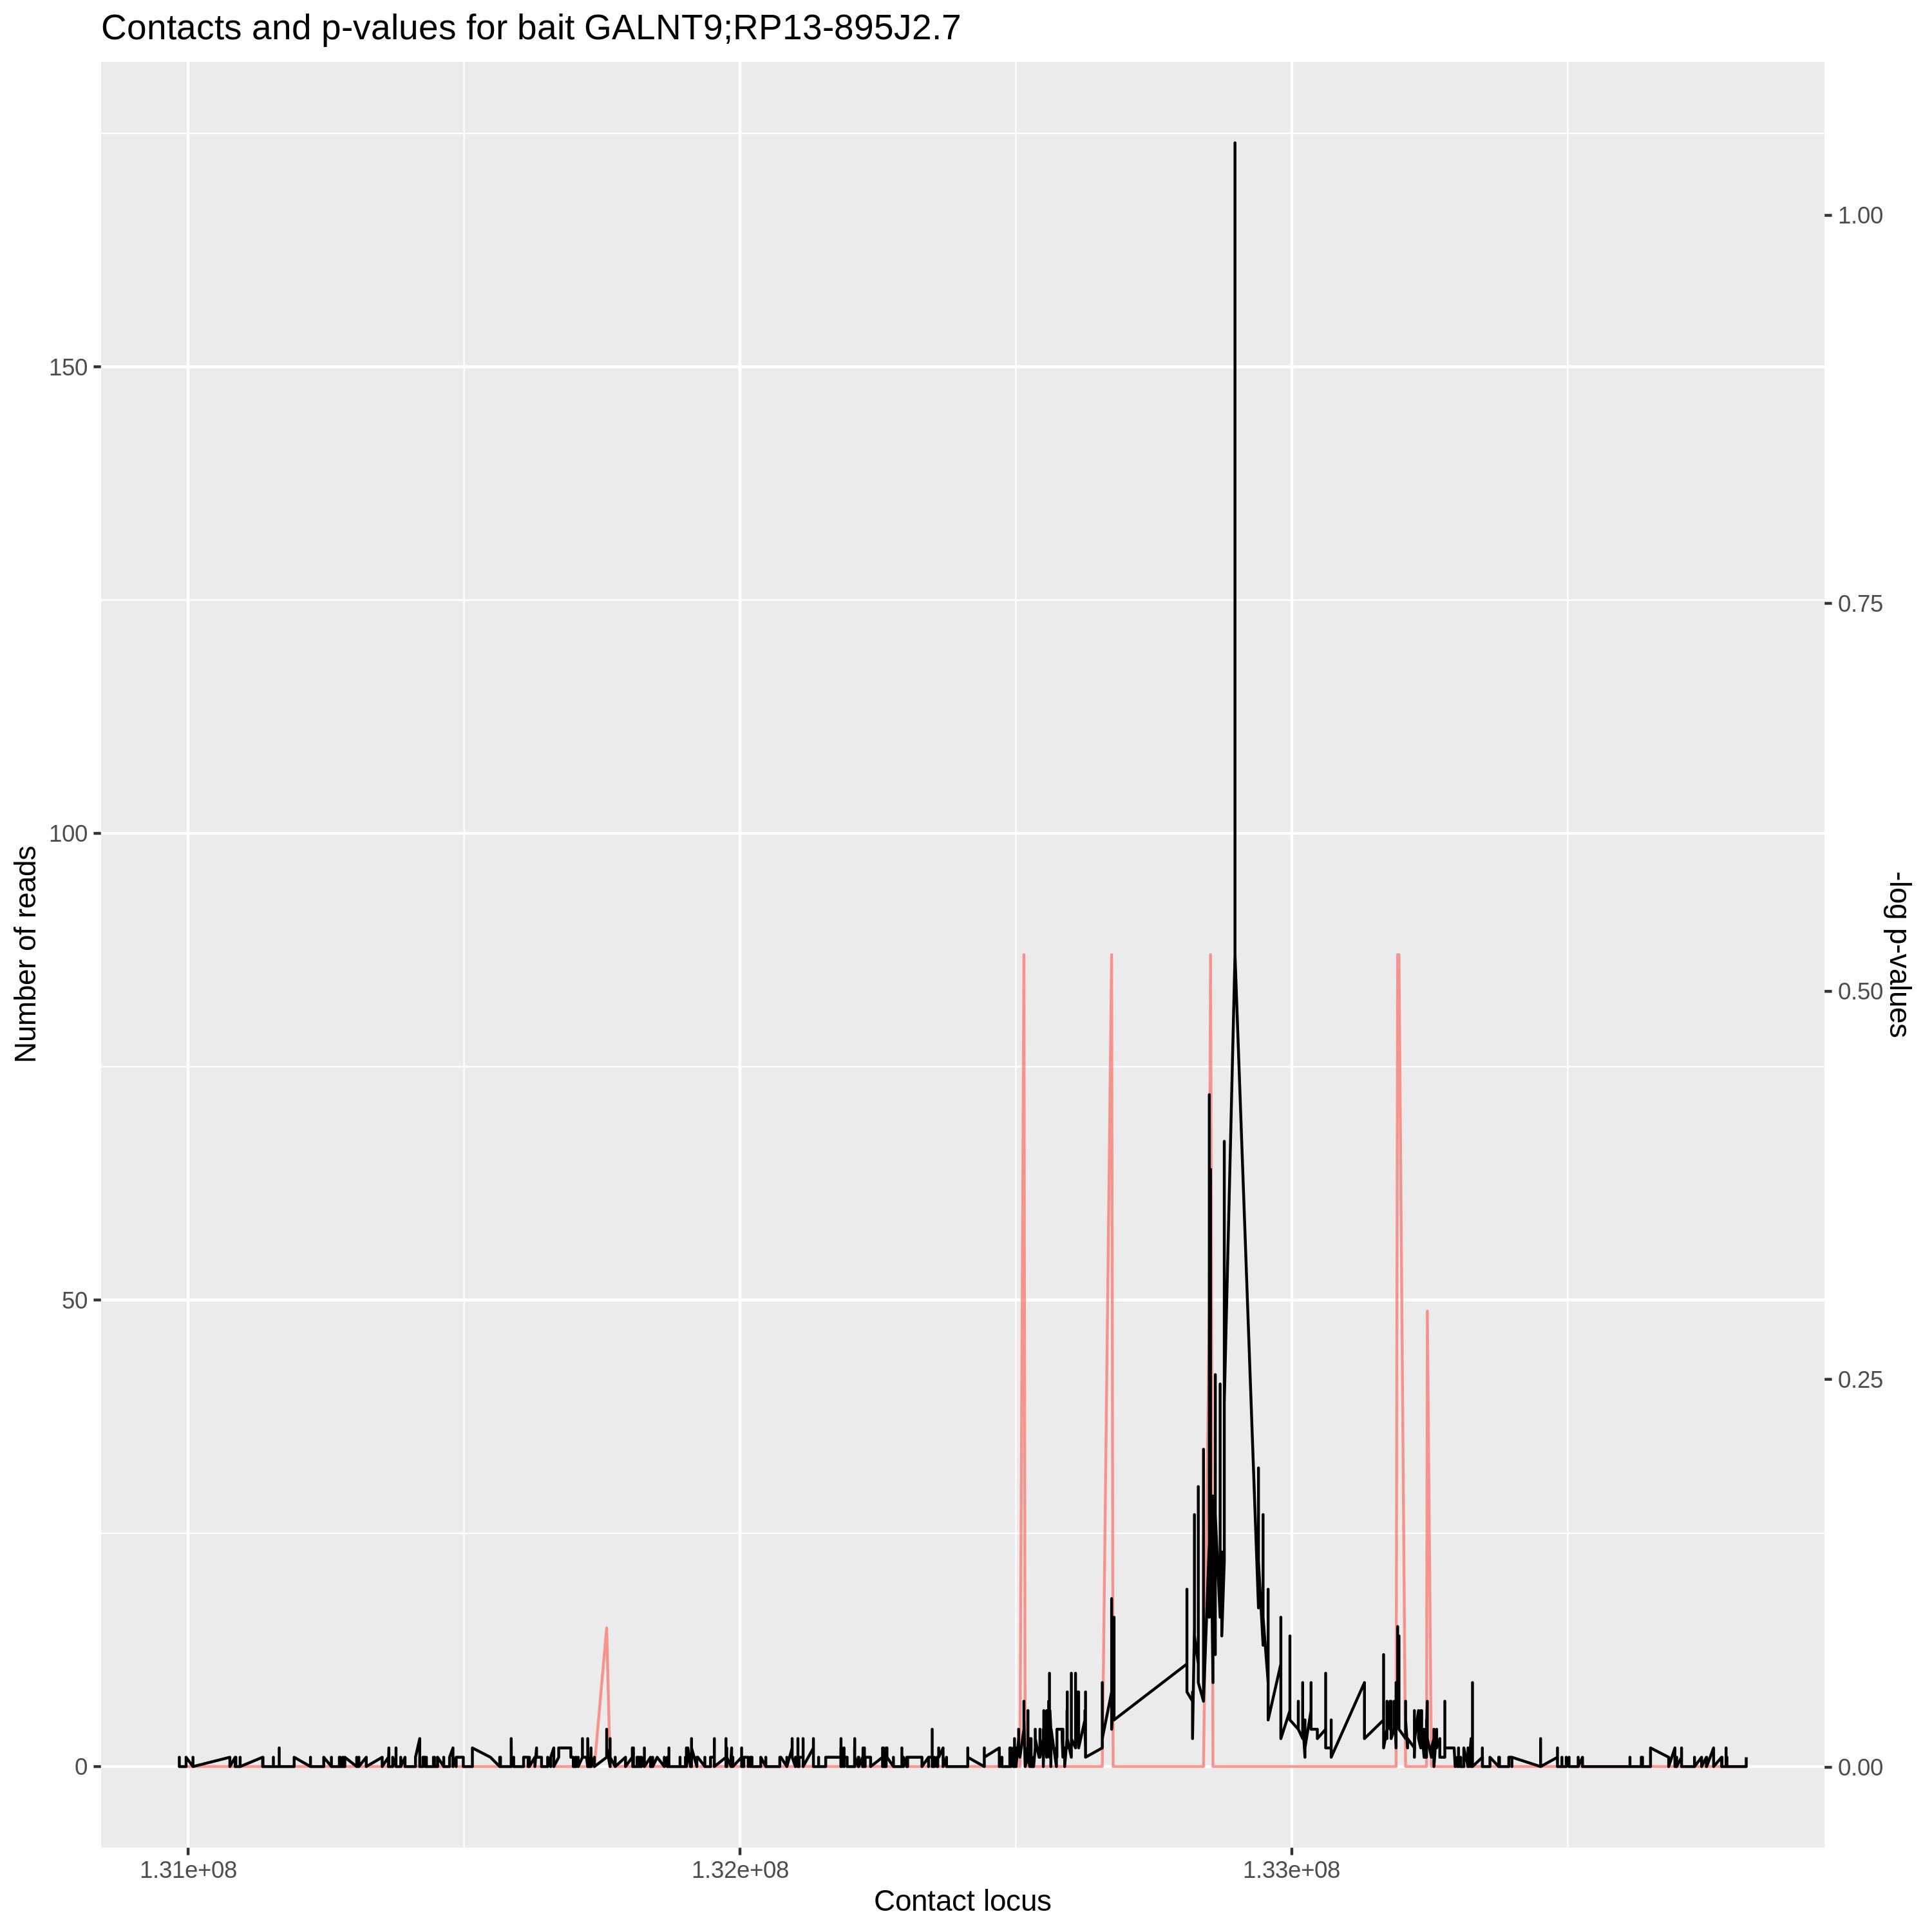 Contacts and p-values for bait GALNT9;RP13-895J2.7
Number of reads
150
100
50
0
1.00
0.75
0.50
0.25
0.00
-log p-values
1.31e+08
1.32e+08
1.33e+08
Contact locus